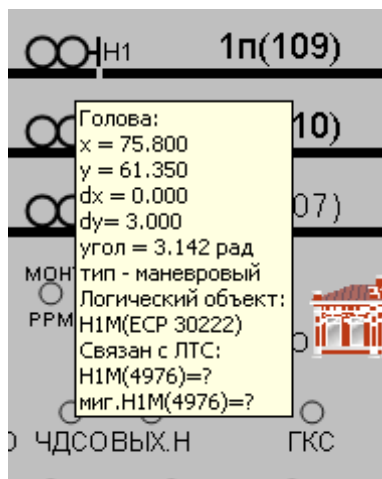 Н1
1п(109)
10)
07)
Голова:
x = 75.800
y = 61.350
dx = 0.000
dy= 3.000
угол = 3.142 рад
тип - маневровый
Логический объект:
Н1М(ЕСР 30222)
Связан с ЛТС:
Н1М(4976)=?
миг.Н1М(4976)=?
МОН
РРМ
О
О ЧДСОВЫХ.Н
ГКС